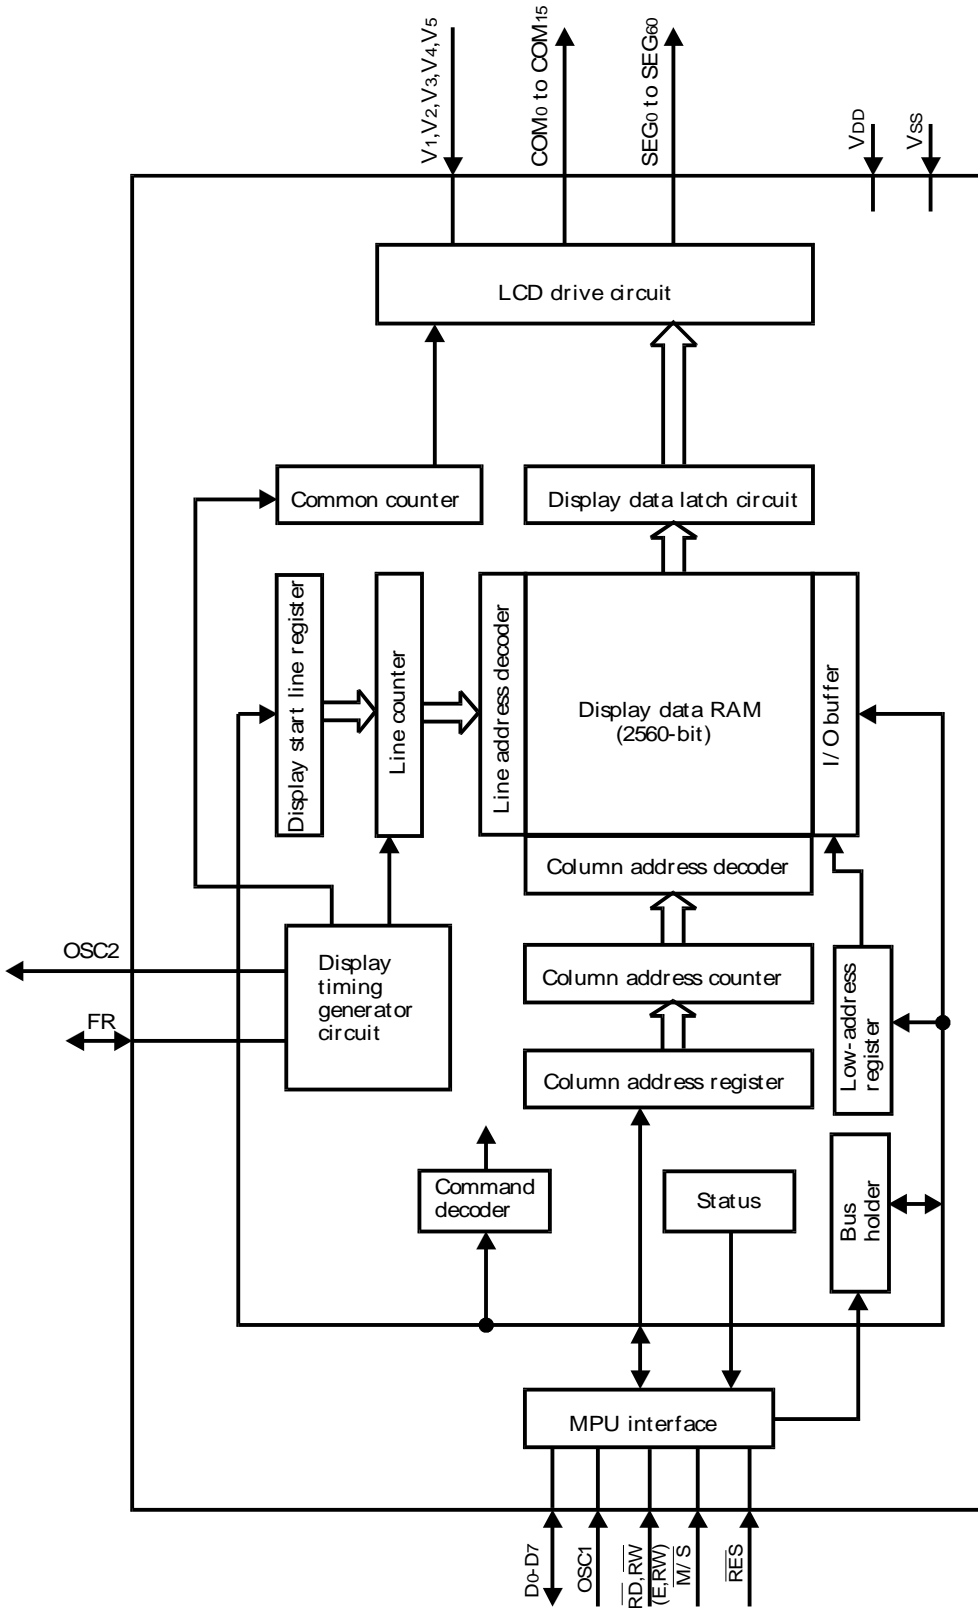 V1,V2,V3,V4,V5
COM0 to COM15
SEG0 to SEG60
VDD
VSS
LCD drive circuit
Common counter
Display data latch circuit
Display start line register
Line counter
Line address decoder
Display data RAM
(2560-bit)
I/O buffer
Column address decoder
OSC2
FR
Display
timing
generator
circuit
Column address counter
Low-address
register
Column address register
Command
decoder
Status
Bus
holder
MPU interface
D0-D7
OSC1
R̅D̅,R̅W̅
(E,RW)
M̅/S
R̅E̅S̅